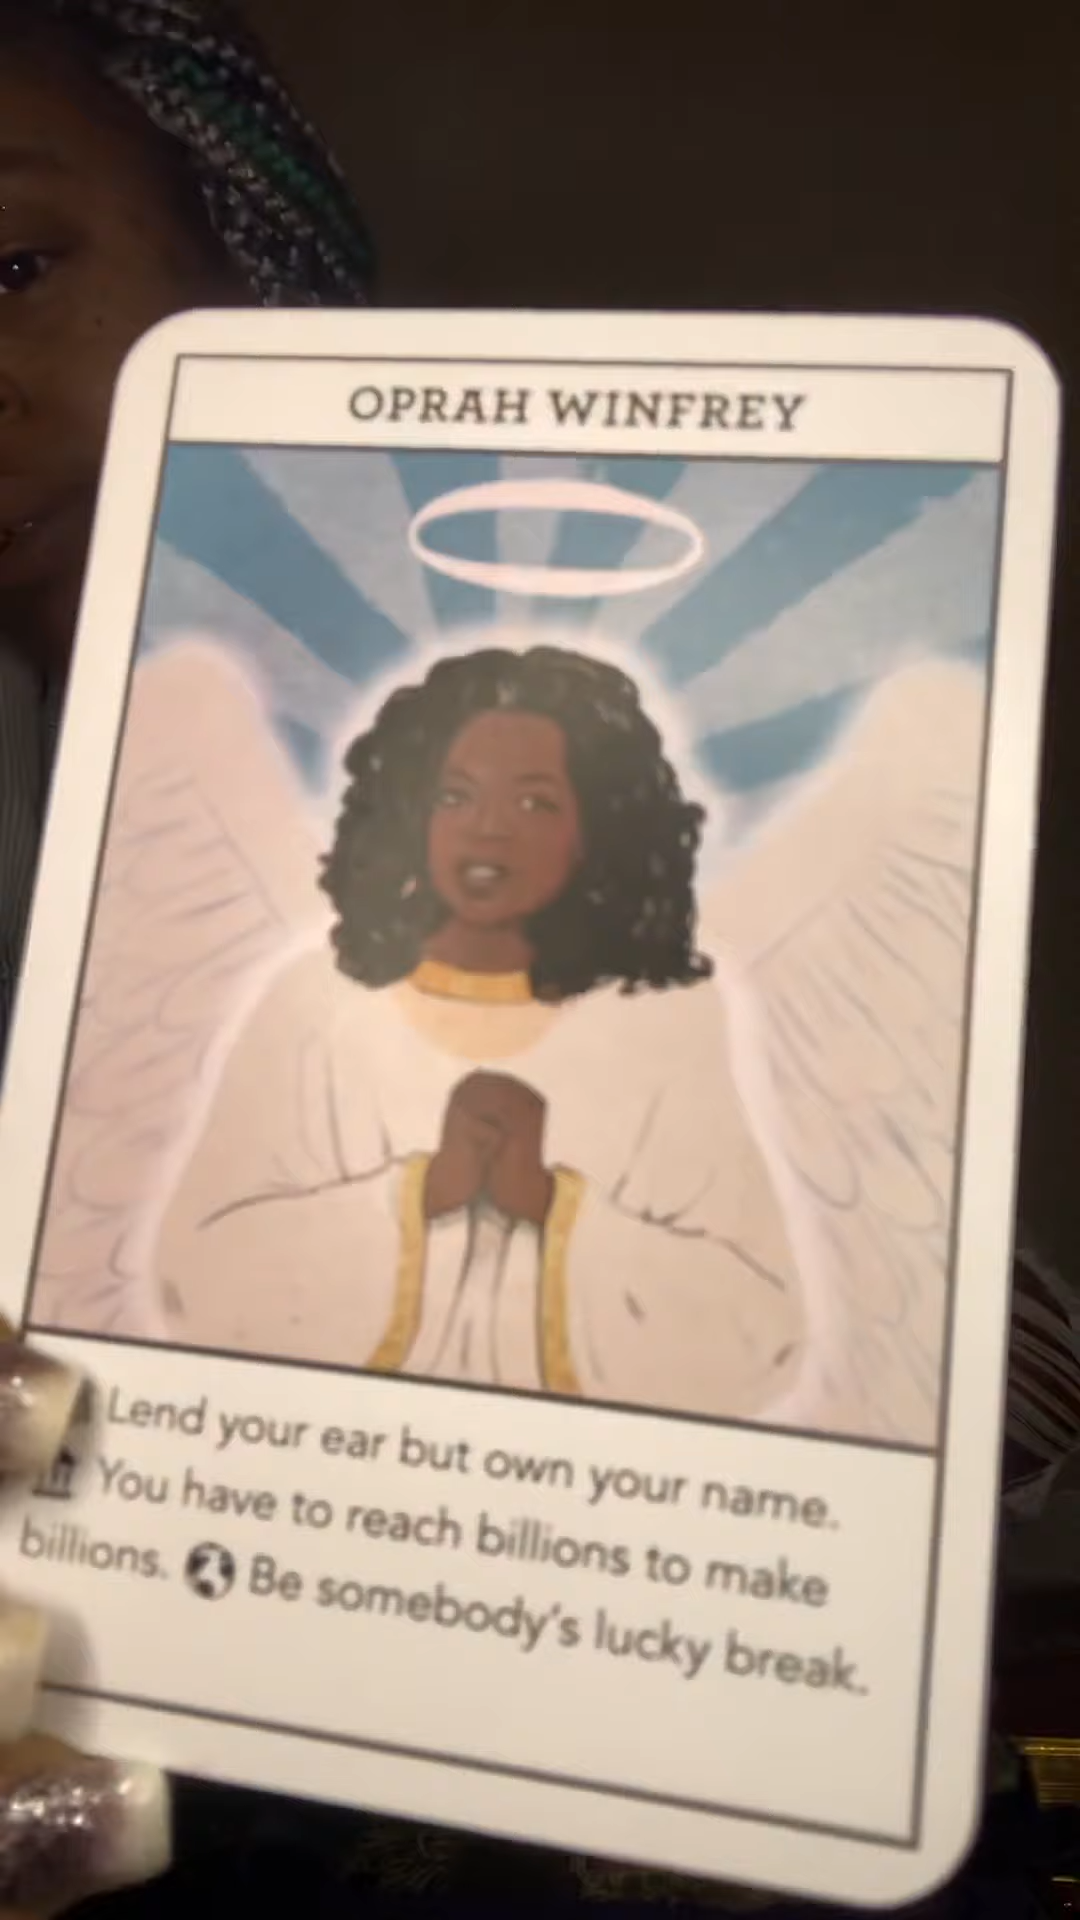 OPRAH WINFREY
Lend your ear but own your name.
You have to reach billions to make
billions. Be somebody's lucky break.